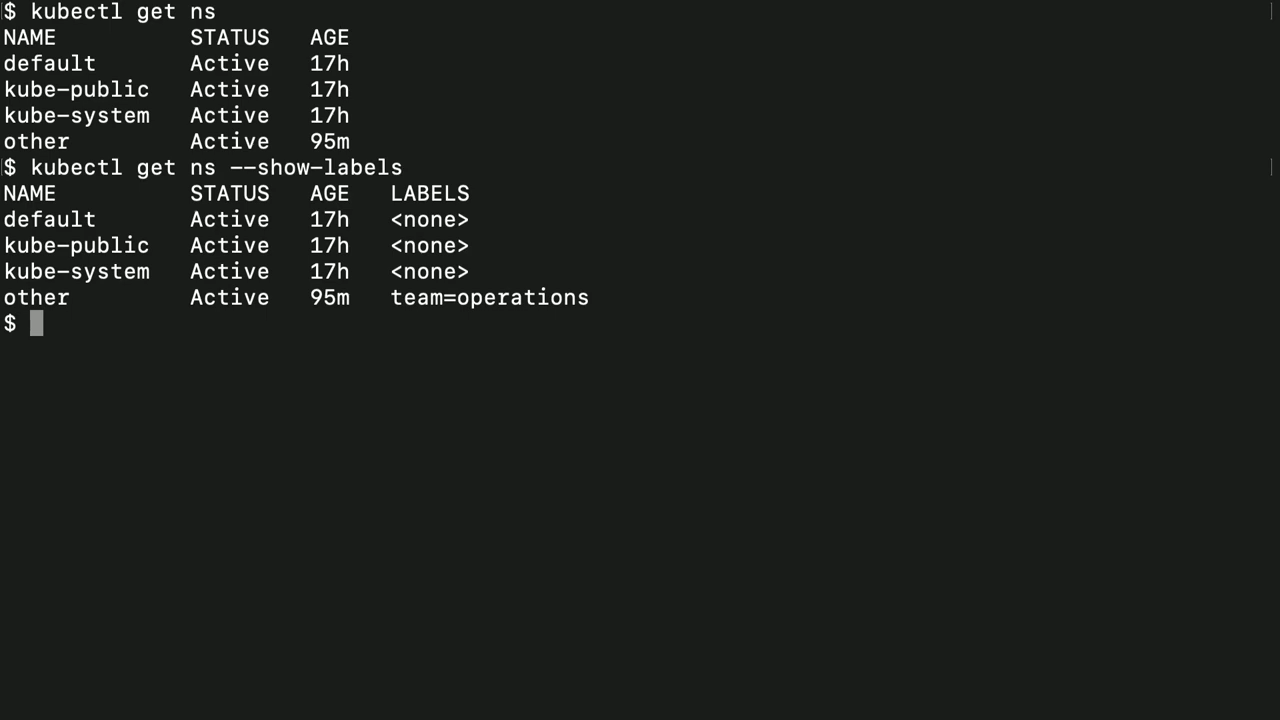 $ kubectl get ns
NAME STATUS AGE
default Active 17h
kube-public Active 17h
kube-system Active 17h
other Active 95m
$ kubectl get ns --show-labels
NAME STATUS AGE LABELS
default Active 17h <none>
kube-public Active 17h <none>
kube-system Active 17h <none>
other Active 95m team=operations
$